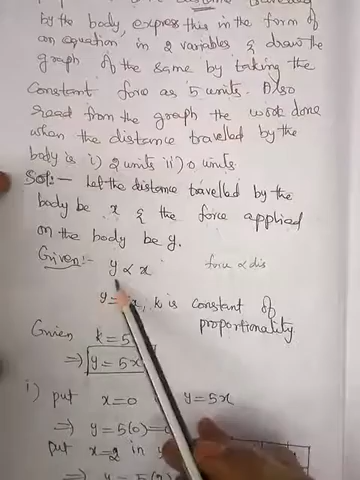 by the body, express this in the form of
an equation in 2 variables & draw the
graph of the same by taking the
Constant force as 5 units. Also
read from the graph the work done
when the distance travelled by the
body is i) 2 units ii) 0 units
Sol:- Let the distance travelled by the
body be x & the force applied
on the body be y.
Given:- y ∝ x force ∝ dis
y = x, k is constant of
proportionality
Given k = 5
⇒ y = 5x
i) put x=0 y=5x
⇒ y = 5(0) =
put x=2 in y